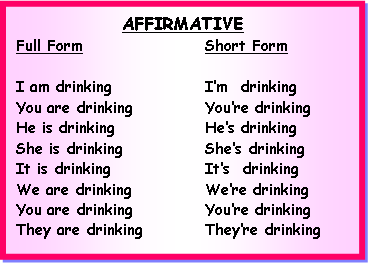 AFFIRMATIVE
Full Form Short Form
I am drinking I'm drinking
You are drinking You're drinking
He is drinking He's drinking
She is drinking She's drinking
It is drinking It's drinking
We are drinking We're drinking
You are drinking You're drinking
They are drinking They're drinking